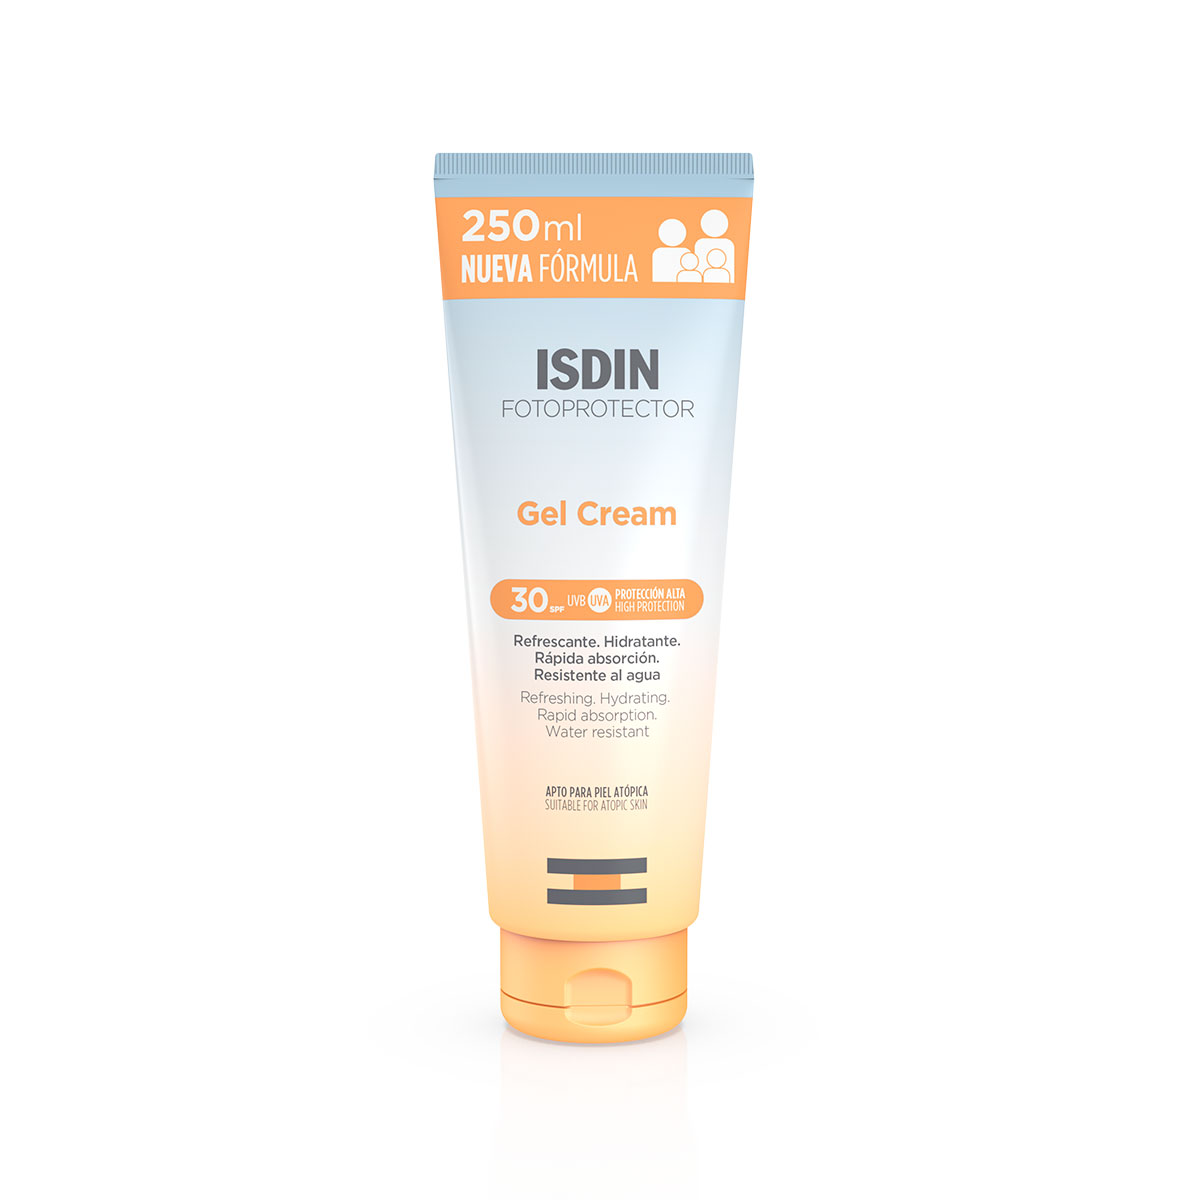 250ml
NUEVA FÓRMULA
ISDIN
FOTOPROTECTOR
Gel Cream
30 SPF UVB UVA PROTECCIÓN ALTA
HIGH PROTECTION
Refrescante. Hidratante.
Rápida absorción.
Resistente al agua
Refreshing. Hydrating.
Rapid absorption.
Water resistant
APTO PARA PIEL ATÓPICA
SUITABLE FOR ATOPIC SKIN